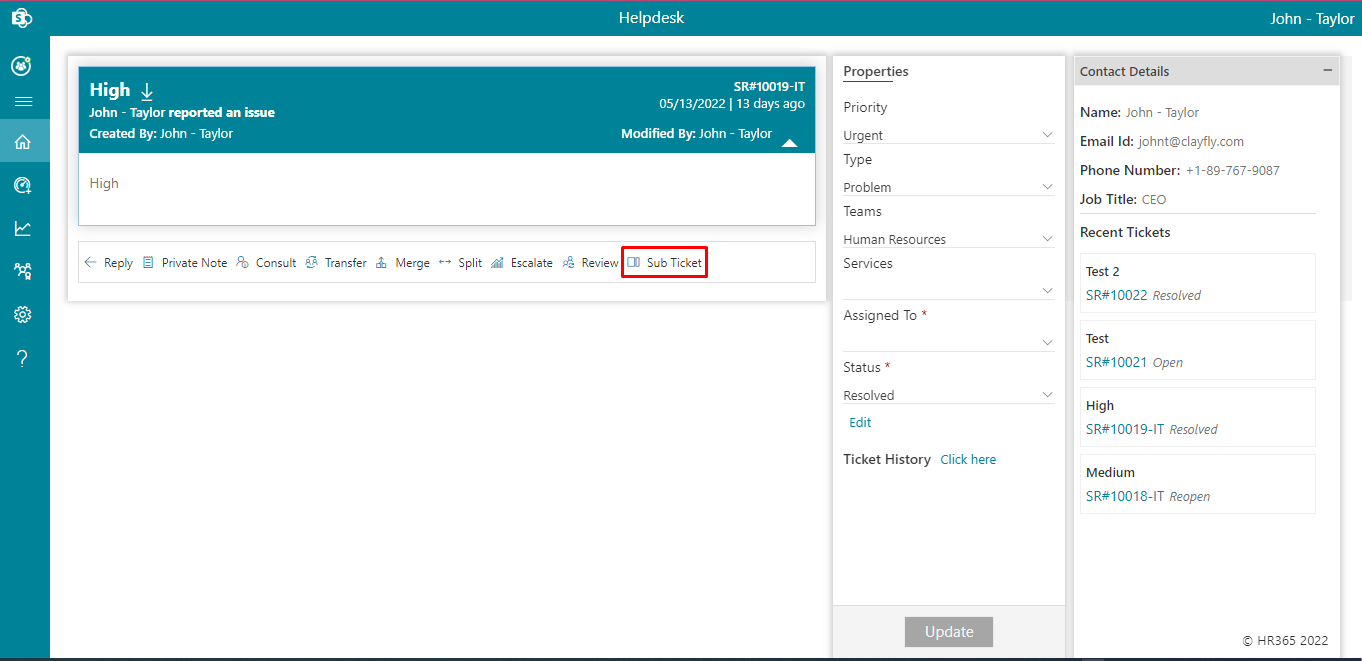 Helpdesk
John - Taylor
High
SR#10019-IT
John - Taylor reported an issue
05/13/2022 | 13 days ago
Created By: John - Taylor
Modified By: John - Taylor
High
Reply Private Note Consult Transfer Merge Split Escalate Review Sub Ticket
Properties
Priority
Urgent
Type
Problem
Teams
Human Resources
Services
Assigned To *
Status *
Resolved
Edit
Ticket History Click here
Update
Contact Details
Name: John - Taylor
Email Id: johnt@clayfly.com
Phone Number: +1-89-767-9087
Job Title: CEO
Recent Tickets
Test 2
SR#10022 Resolved
Test
SR#10021 Open
High
SR#10019-IT Resolved
Medium
SR#10018-IT Reopen
© HR365 2022